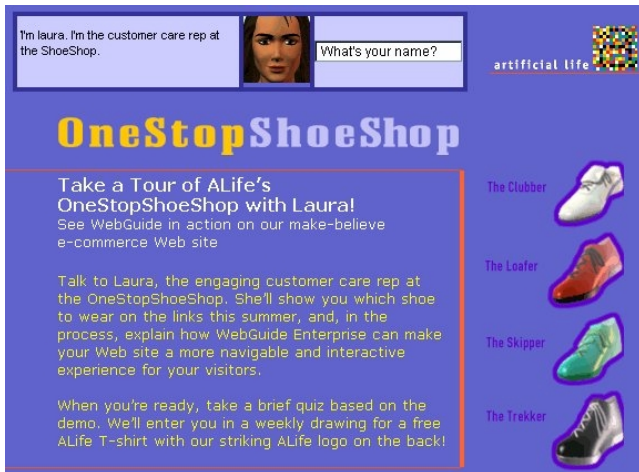 I'm laura. I'm the customer care rep at
the ShoeShop.
What's your name?
artificial life
OneStopShoeShop
Take a Tour of ALife's
OneStopShoeShop with Laura!
See WebGuide in action on our make-believe
e-commerce Web site
Talk to Laura, the engaging customer care rep at
the OneStopShoeShop. She'll show you which shoe
to wear on the links this summer, and, in the
process, explain how WebGuide Enterprise can make
your Web site a more navigable and interactive
experience for your visitors.
When you're ready, take a brief quiz based on the
demo. We'll enter you in a weekly drawing for a free
ALife T-shirt with our striking ALife logo on the back!
The Clubber
The Loafer
The Skipper
The Trekker